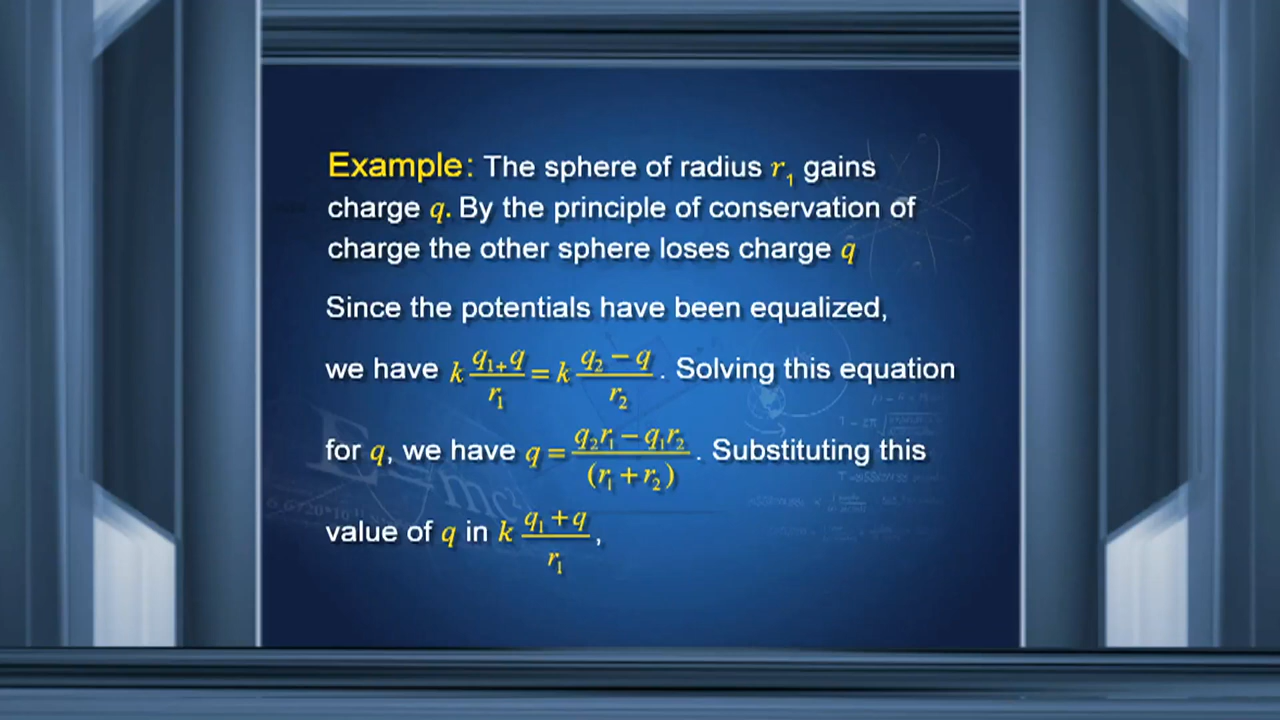 Example: The sphere of radius r₁ gains
charge q. By the principle of conservation of
charge the other sphere loses charge q
Since the potentials have been equalized,
we have k (q₁₊q)/r₁ = k (q₂ − q)/r₂ . Solving this equation
for q, we have q = (q₂r₁ − q₁r₂)/(r₁ + r₂) . Substituting this
value of q in k (q₁ + q)/r₁ ,
E=mc²